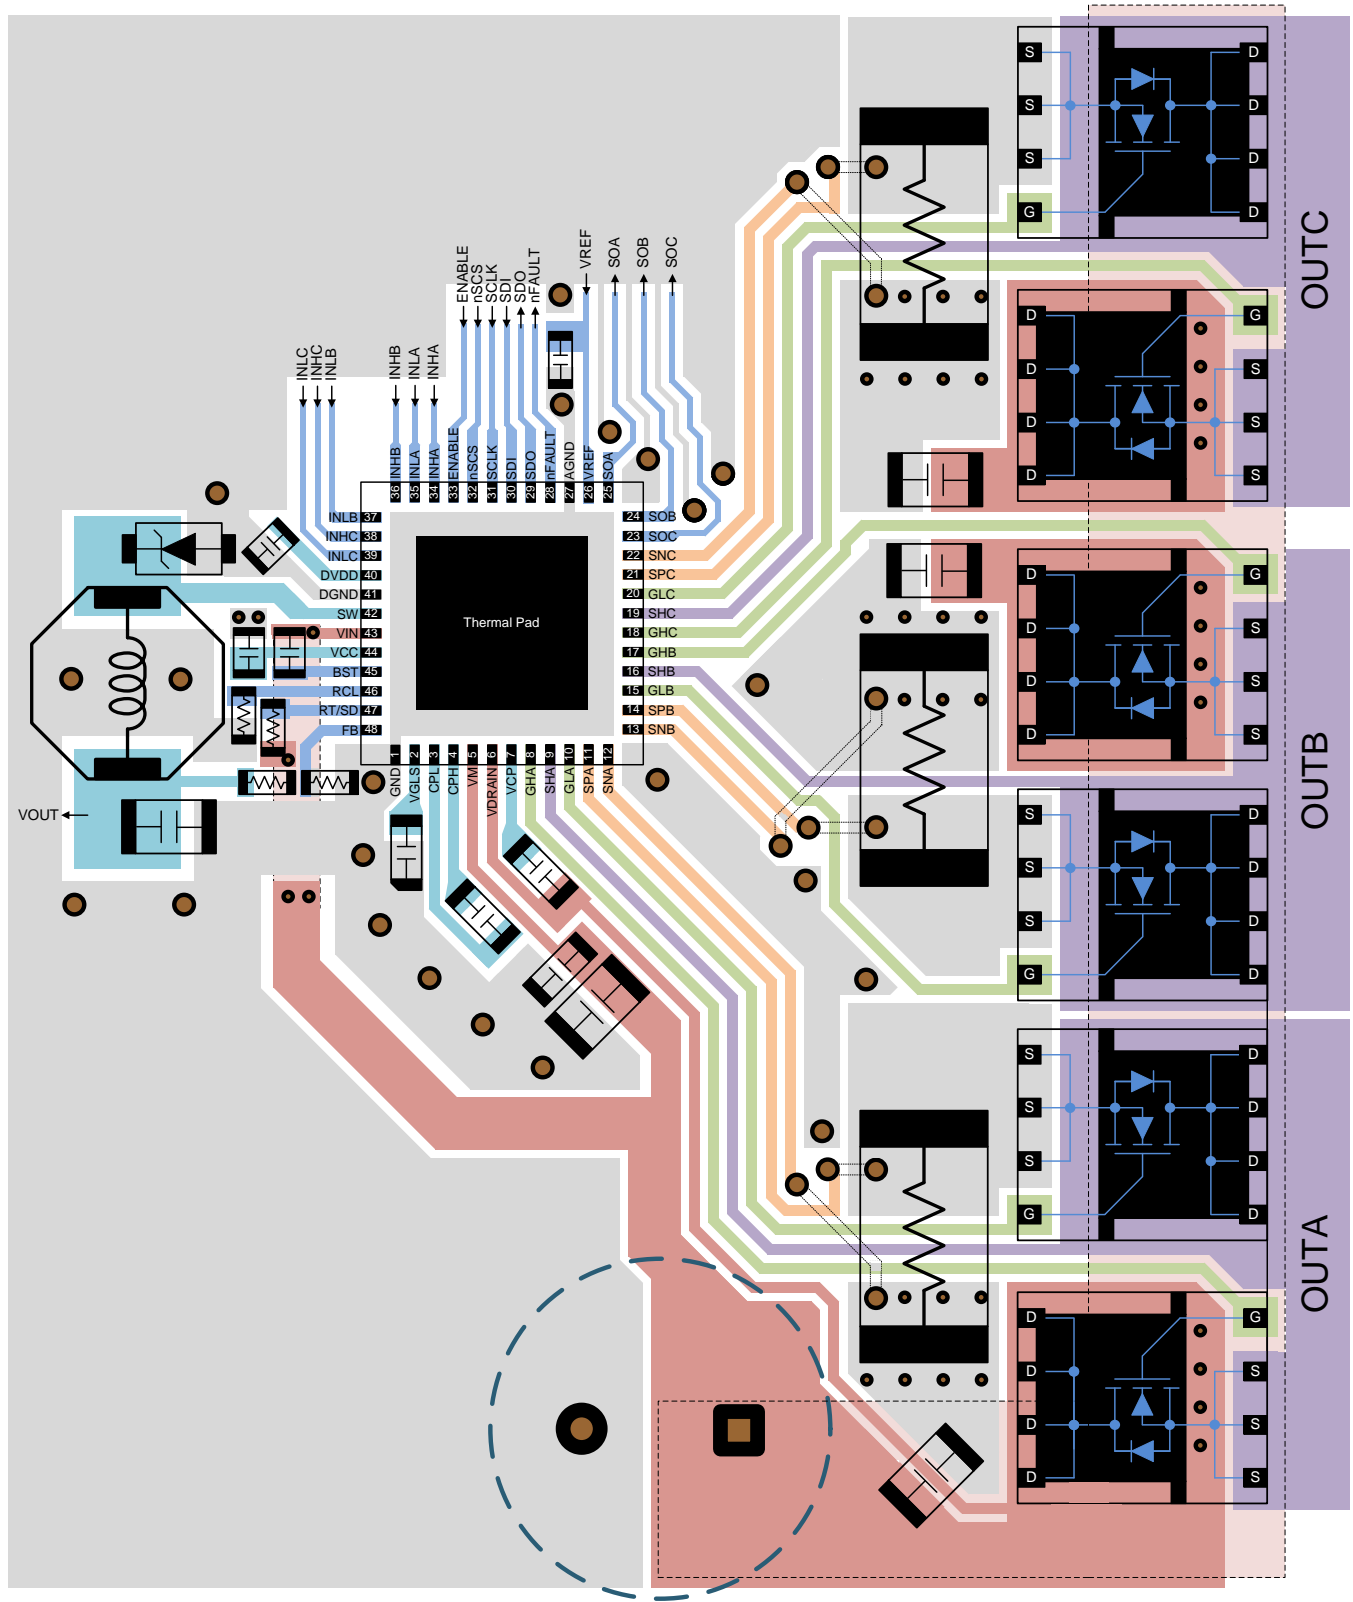 S
D
S
D
S
D
G
D
OUTC
ENABLE
nSCS
SCLK
SDI
SDO
nFAULT
VREF
SOA
SOB
SOC
D
G
D
S
D
S
D
S
INLC
INHC
INLB
INHB
INLA
INHA
INHB
INLA
INHA
ENABLE
nSCS
SCLK
SDI
SDO
nFAULT
AGND
VREF
SOA
36
35
34
33
32
31
30
29
28
27
26
25
INLB 37
INHC 38
INLC 39
DVDD 40
DGND 41
SW 42
VIN 43
VCC 44
BST 45
RCL 46
RT/SD 47
FB 48
Thermal Pad
24 SOB
23 SOC
22 SNC
21 SPC
20 GLC
19 SHC
18 GHC
17 GHB
16 SHB
15 GLB
14 SPB
13 SNB
1
2
3
4
5
6
7
8
9
10
11
12
GND
VGLS
CPL
CPH
VM
VDRAIN
VCP
GHA
SHA
GLA
SPA
SNA
VOUT
D
G
D
S
D
S
D
S
OUTB
S
D
S
D
S
D
G
D
S
D
S
D
S
D
G
D
OUTA
D
G
D
S
D
S
D
S